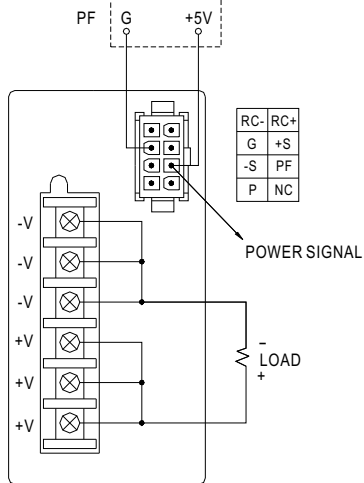 PF G +5V
RC- RC+
G +S
-S PF
P NC
POWER SIGNAL
-V
-V
-V
+V
+V
+V
-
LOAD
+